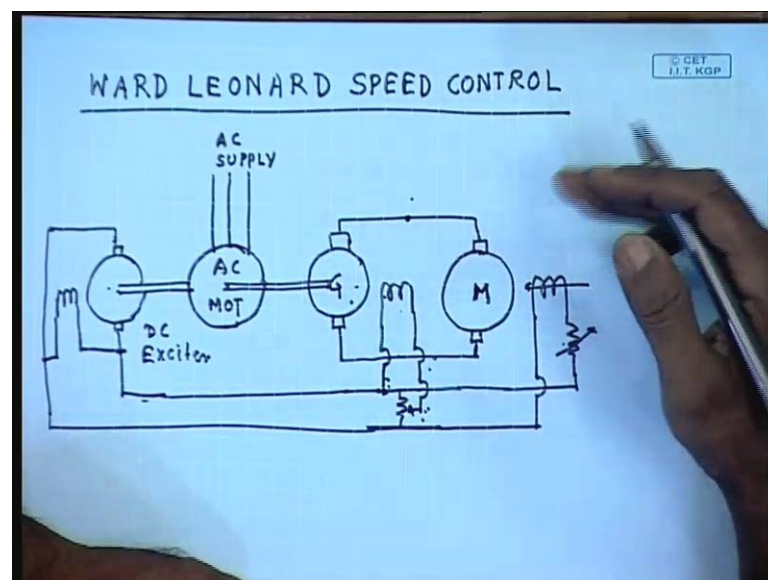 WARD LEONARD SPEED CONTROL
© CET
I.I.T. KGP
AC
SUPPLY
AC
MOT
G
M
DC
Exciter